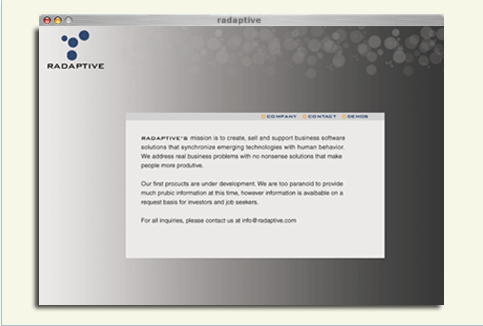 radaptive
RADAPTIVE
COMPANY CONTACT DEMOS
RADAPTIVE'S mission is to create, sell and support business software
solutions that synchronize emerging technologies with human behavior.
We address real business problems with no nonsense solutions that make
people more produtive.
Our first procucts are under development. We are too paranoid to provide
much prubic information at this time, however information is avaibable on a
request basis for investors and job seekers.
For all inquiries, please contact us at info@radaptive.com